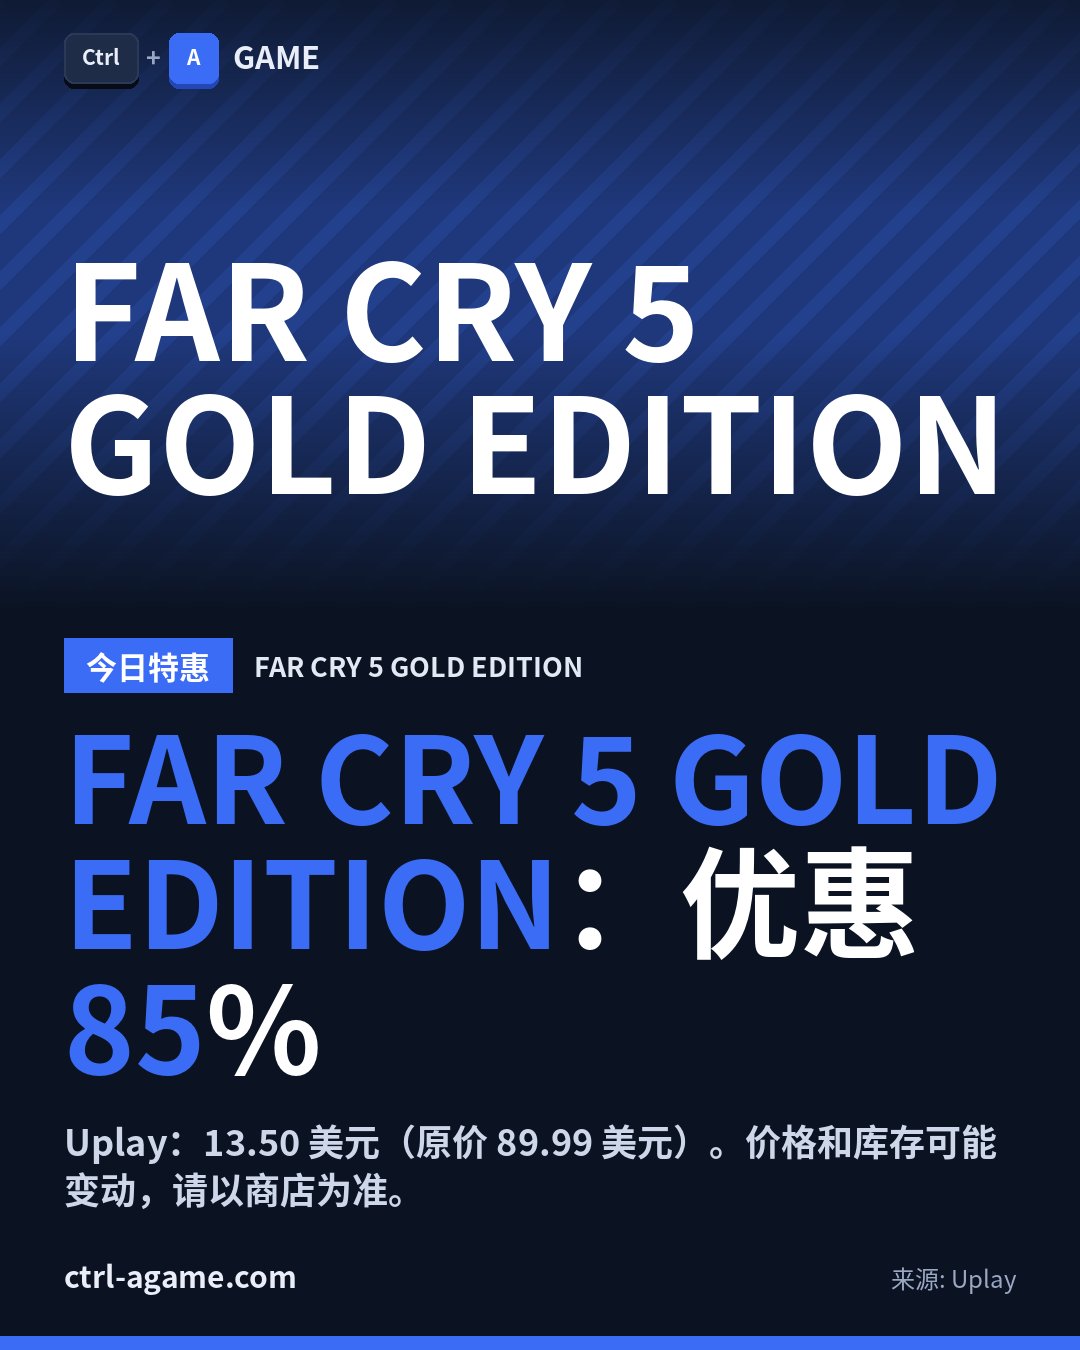 Ctrl + A GAME
FAR CRY 5
GOLD EDITION
今日特惠 FAR CRY 5 GOLD EDITION
FAR CRY 5 GOLD
EDITION：优惠
85%
Uplay：13.50 美元（原价 89.99 美元）。价格和库存可能
变动，请以商店为准。
ctrl-agame.com 来源: Uplay